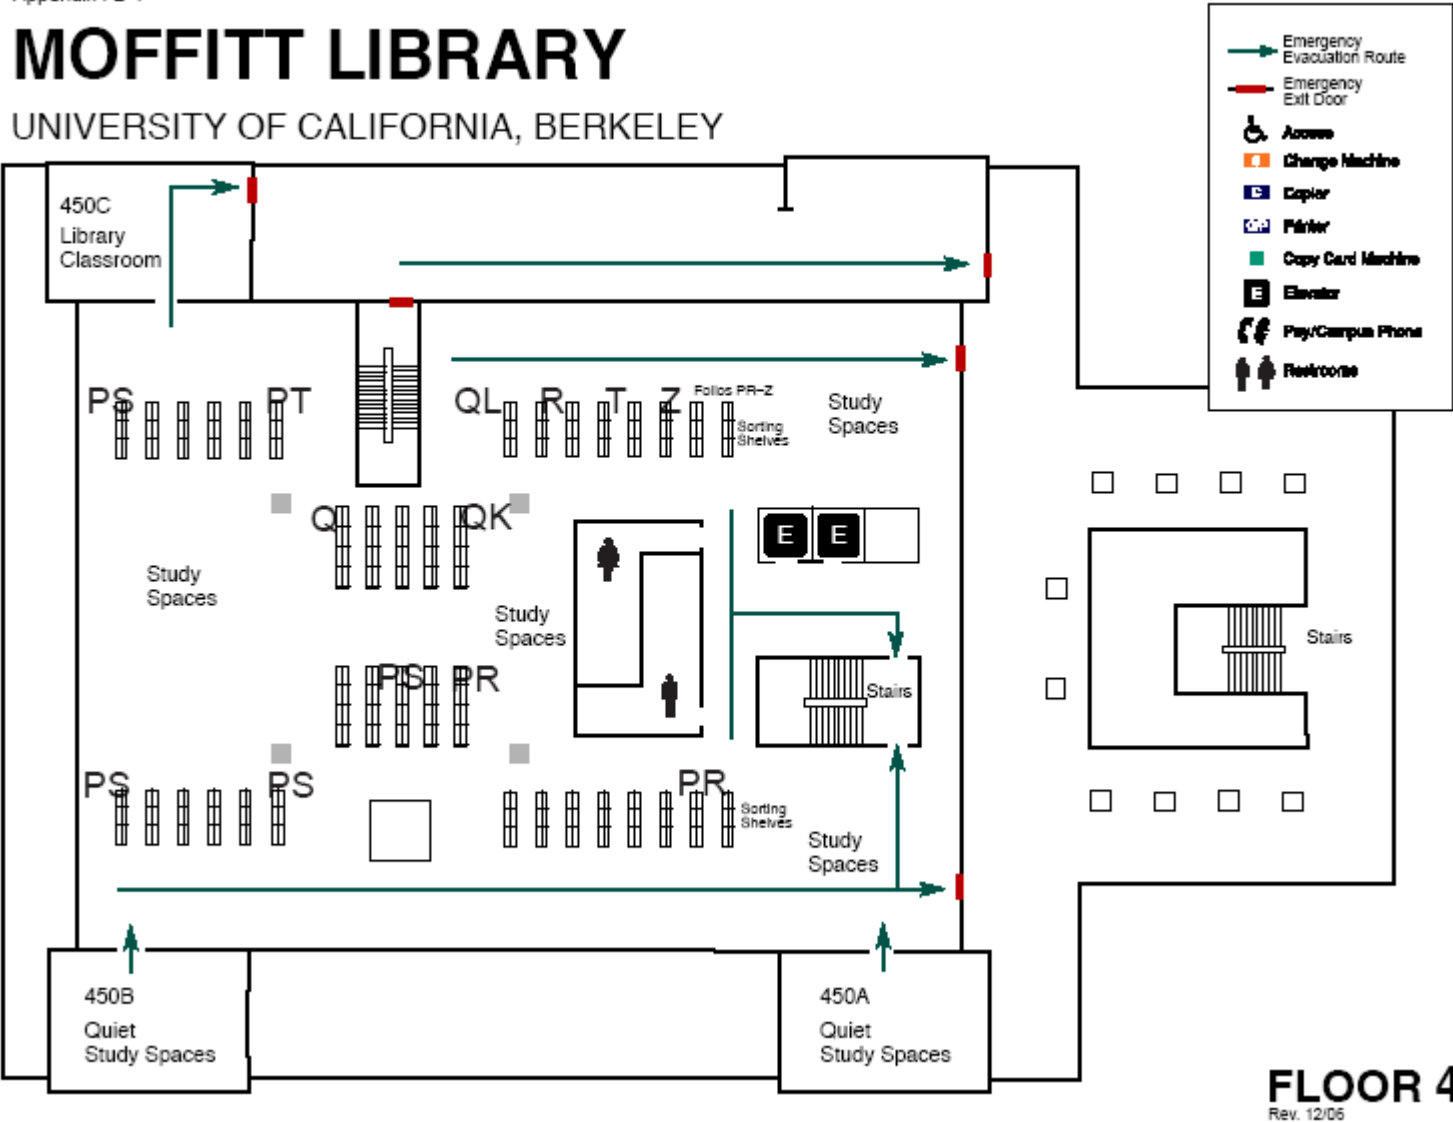 MOFFITT LIBRARY
UNIVERSITY OF CALIFORNIA, BERKELEY
Emergency
Evacuation Route
Emergency
Exit Door
Access
Change Machine
Copier
Printer
Copy Card Machine
E Elevator
Pay/Campus Phone
Restrooms
450C
Library
Classroom
PS
PT
QL
R
T
Z
Folios PR-Z
Sorting
Shelves
Study
Spaces
Q
QK
E
E
Study
Spaces
Study
Spaces
Stairs
PS
PR
Stairs
PS
PS
PR
Sorting
Shelves
Study
Spaces
450B
Quiet
Study Spaces
450A
Quiet
Study Spaces
FLOOR 4
Rev. 12/06